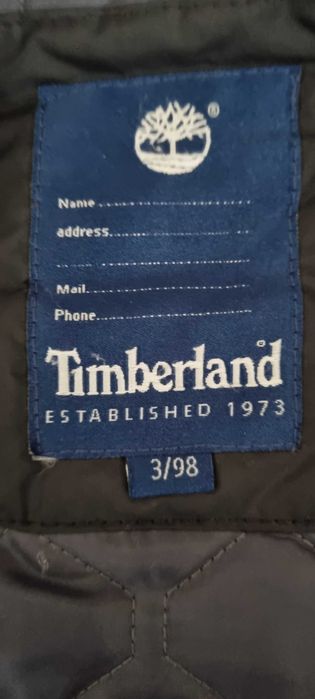 ®
Name....................................
address................................
..............................................
Mail......................................
Phone..................................
Timberland®
ESTABLISHED 1973
3/98